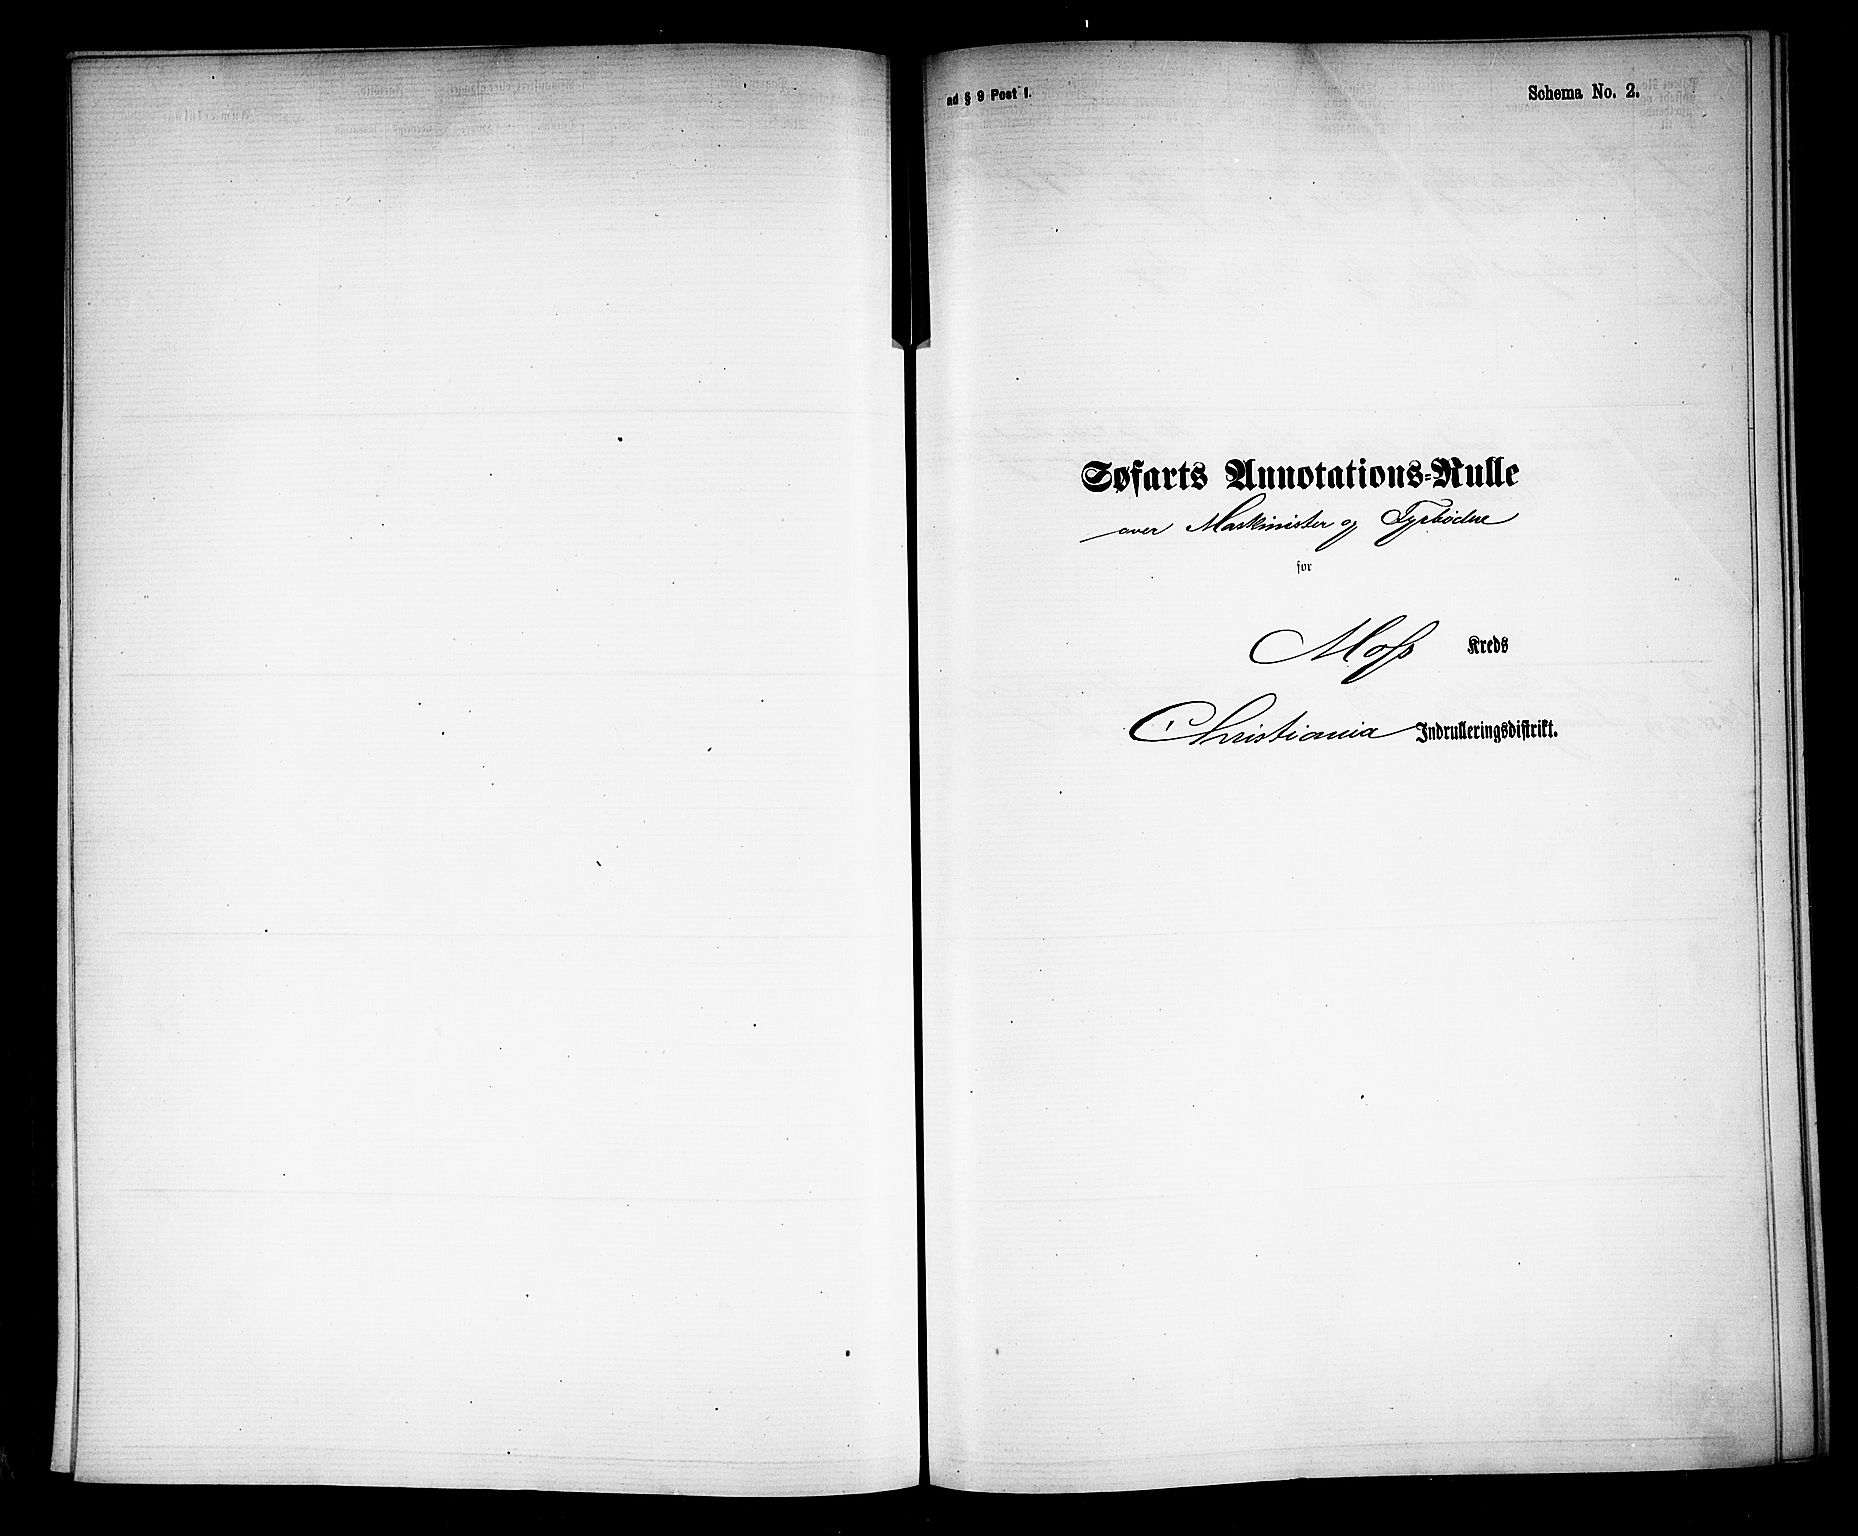 ad § 9 Post 1.
Schema No. 2.
Søfarts Annotations-Rulle
over Maskinister og Fyrbödere
for
Moss Kreds
Christiania Indrulleringsdistrikt.